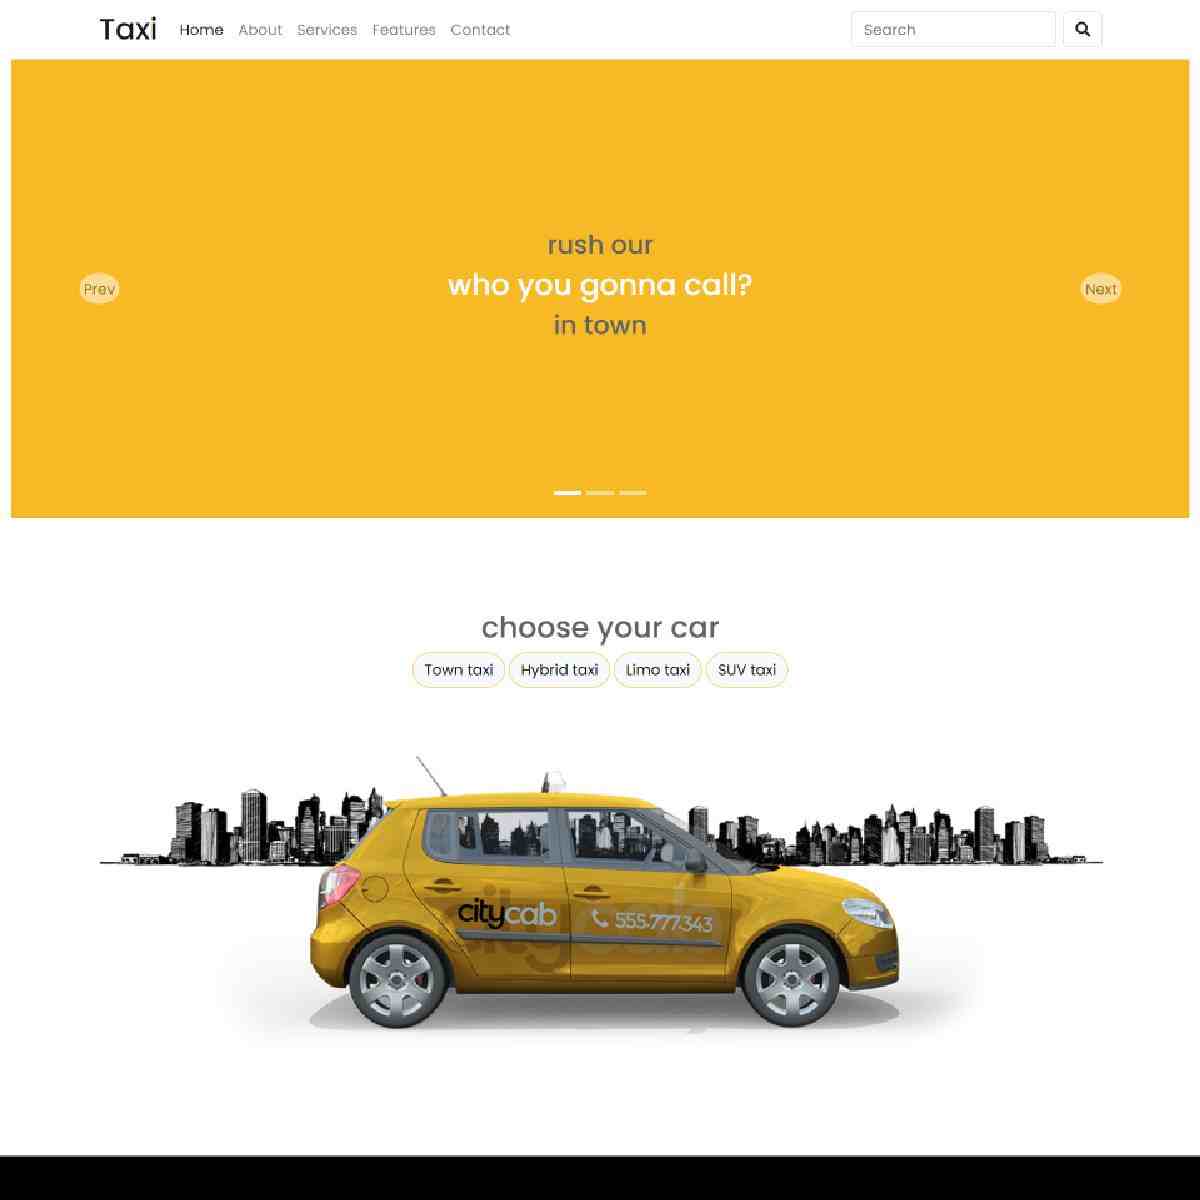 Taxi Home About Services Features Contact Search
rush our
who you gonna call?
in town
Prev
Next
choose your car
Town taxi Hybrid taxi Limo taxi SUV taxi
citycab 555.777.343